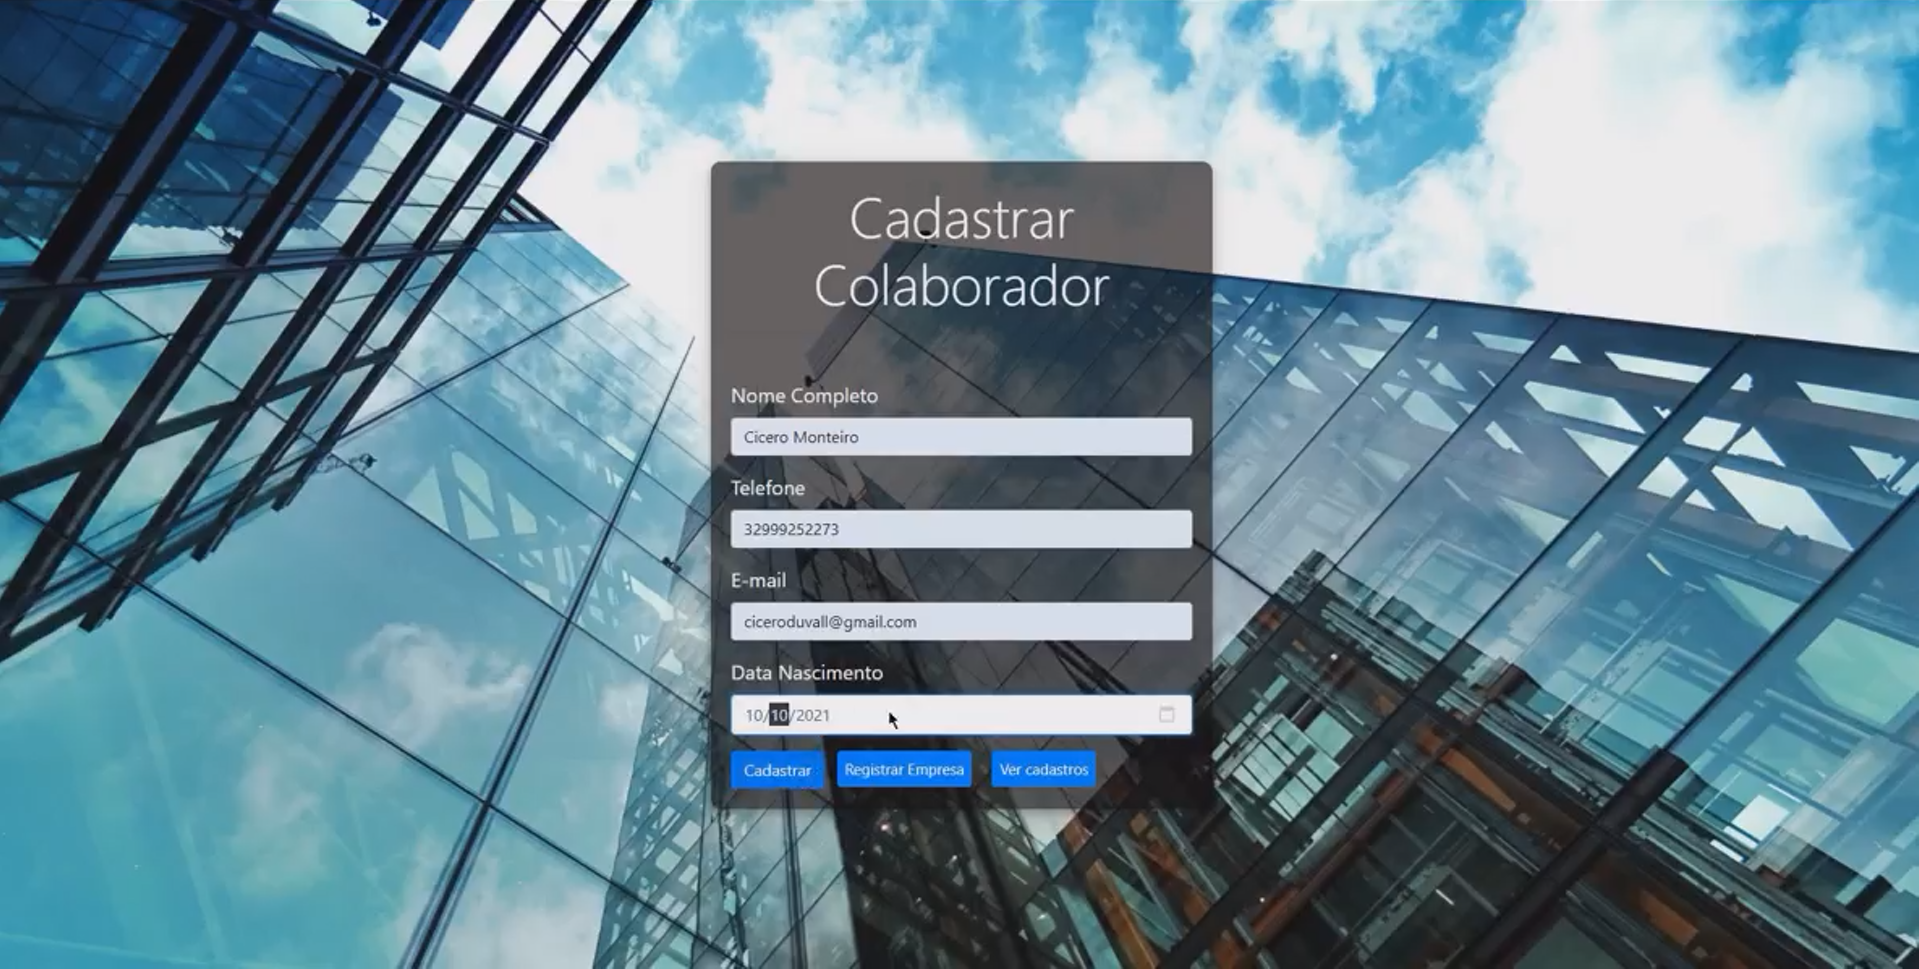 Cadastrar
Colaborador
Nome Completo
Cicero Monteiro
Telefone
32999252273
E-mail
ciceroduvall@gmail.com
Data Nascimento
10/10/2021
Cadastrar Registrar Empresa Ver cadastros